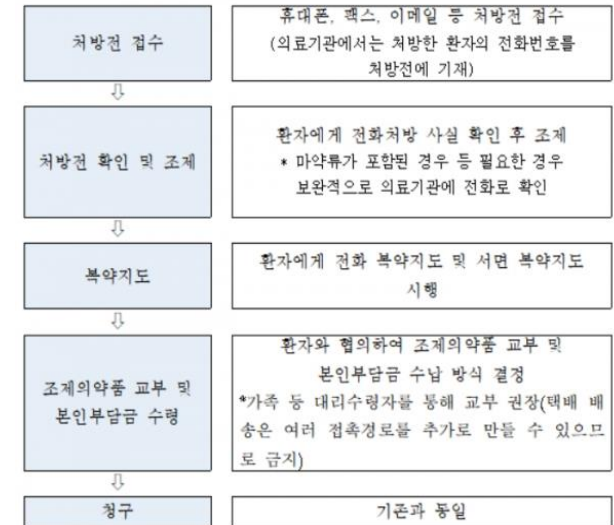 처방전 접수
휴대폰, 팩스, 이메일 등 처방전 접수
(의료기관에서는 처방한 환자의 전화번호를
처방전에 기재)
⇩
처방전 확인 및 조제
환자에게 전화처방 사실 확인 후 조제
* 마약류가 포함된 경우 등 필요한 경우
보완적으로 의료기관에 전화로 확인
⇩
복약지도
환자에게 전화 복약지도 및 서면 복약지도
시행
⇩
조제의약품 교부 및
본인부담금 수령
환자와 협의하여 조제의약품 교부 및
본인부담금 수납 방식 결정
*가족 등 대리수령자를 통해 교부 권장(택배 배
송은 여러 접촉경로를 추가로 만들 수 있으므
로 금지)
⇩
청구
기존과 동일